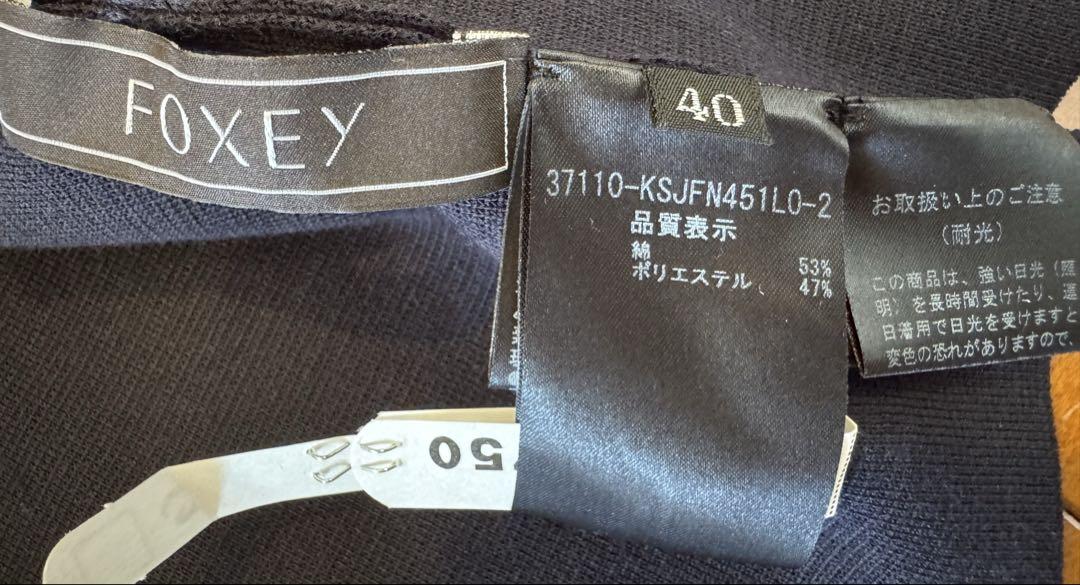 FOXEY
40
37110-KSJFN451L0-2
品質表示
綿 53%
ポリエステル 47%
お取扱い上のご注意
(耐光)
この商品は、強い日光(照
明)を長時間受けたり、連
日着用で日光を受けますと
変色の恐れがありますので、
50